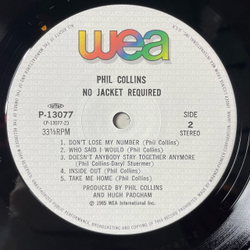 wea
PHIL COLLINS
NO JACKET REQUIRED
P-13077
(P-13077-Z)
33⅓RPM
SIDE
2
STEREO
1. DON'T LOSE MY NUMBER (Phil Collins)
2. WHO SAID I WOULD (Phil Collins)
3. DOESN'T ANYBODY STAY TOGETHER ANYMORE
(Phil Collins-Daryl Stuermer)
4. INSIDE OUT (Phil Collins)
5. TAKE ME HOME (Phil Collins)
PRODUCED BY PHIL COLLINS
AND HUGH PADGHAM
℗ 1985 WEA International Inc.